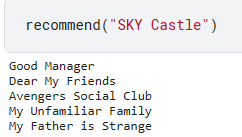 recommend("SKY Castle")
Good Manager
Dear My Friends
Avengers Social Club
My Unfamiliar Family
My Father is Strange